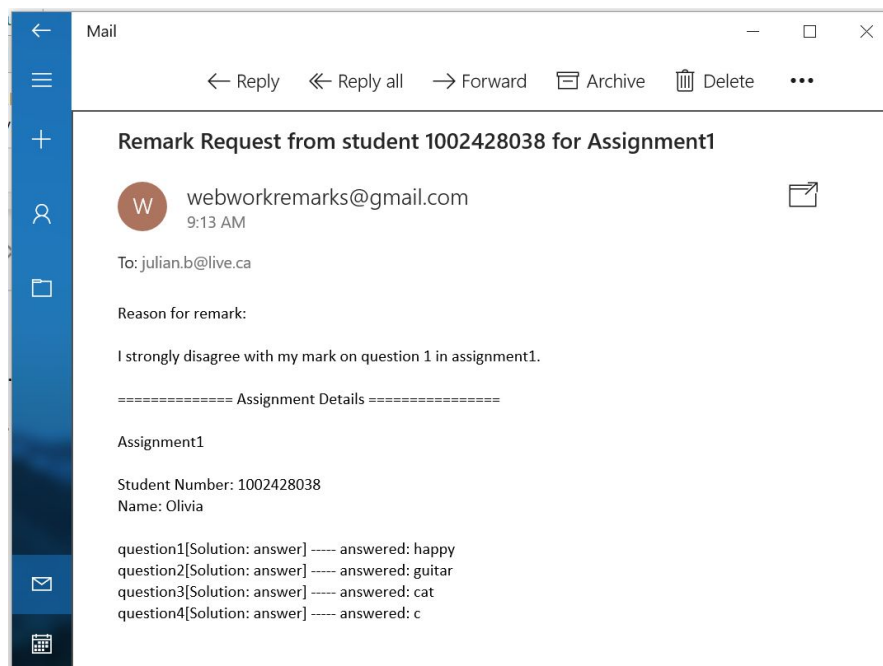 Mail
Reply
Reply all
Forward
Archive
Delete
Remark Request from student 1002428038 for Assignment1
W
webworkremarks@gmail.com
9:13 AM
To: julian.b@live.ca
Reason for remark:
I strongly disagree with my mark on question 1 in assignment1.
============== Assignment Details ================
Assignment1
Student Number: 1002428038
Name: Olivia
question1[Solution: answer] ----- answered: happy
question2[Solution: answer] ----- answered: guitar
question3[Solution: answer] ----- answered: cat
question4[Solution: answer] ----- answered: c